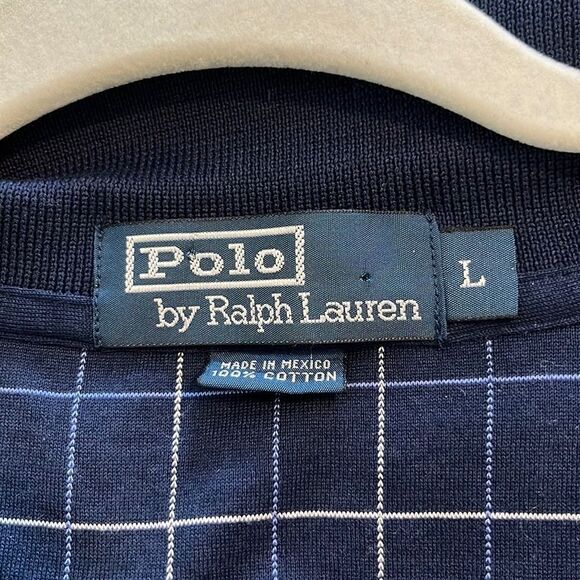 Polo
by Ralph Lauren
L
MADE IN MEXICO
100% COTTON